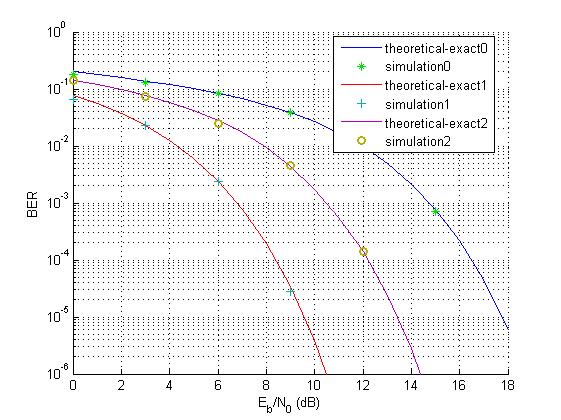 10^0
10^-1
10^-2
10^-3
10^-4
10^-5
10^-6
BER
theoretical-exact0
simulation0
theoretical-exact1
simulation1
theoretical-exact2
simulation2
0 2 4 6 8 10 12 14 16 18
E_b/N_0 (dB)